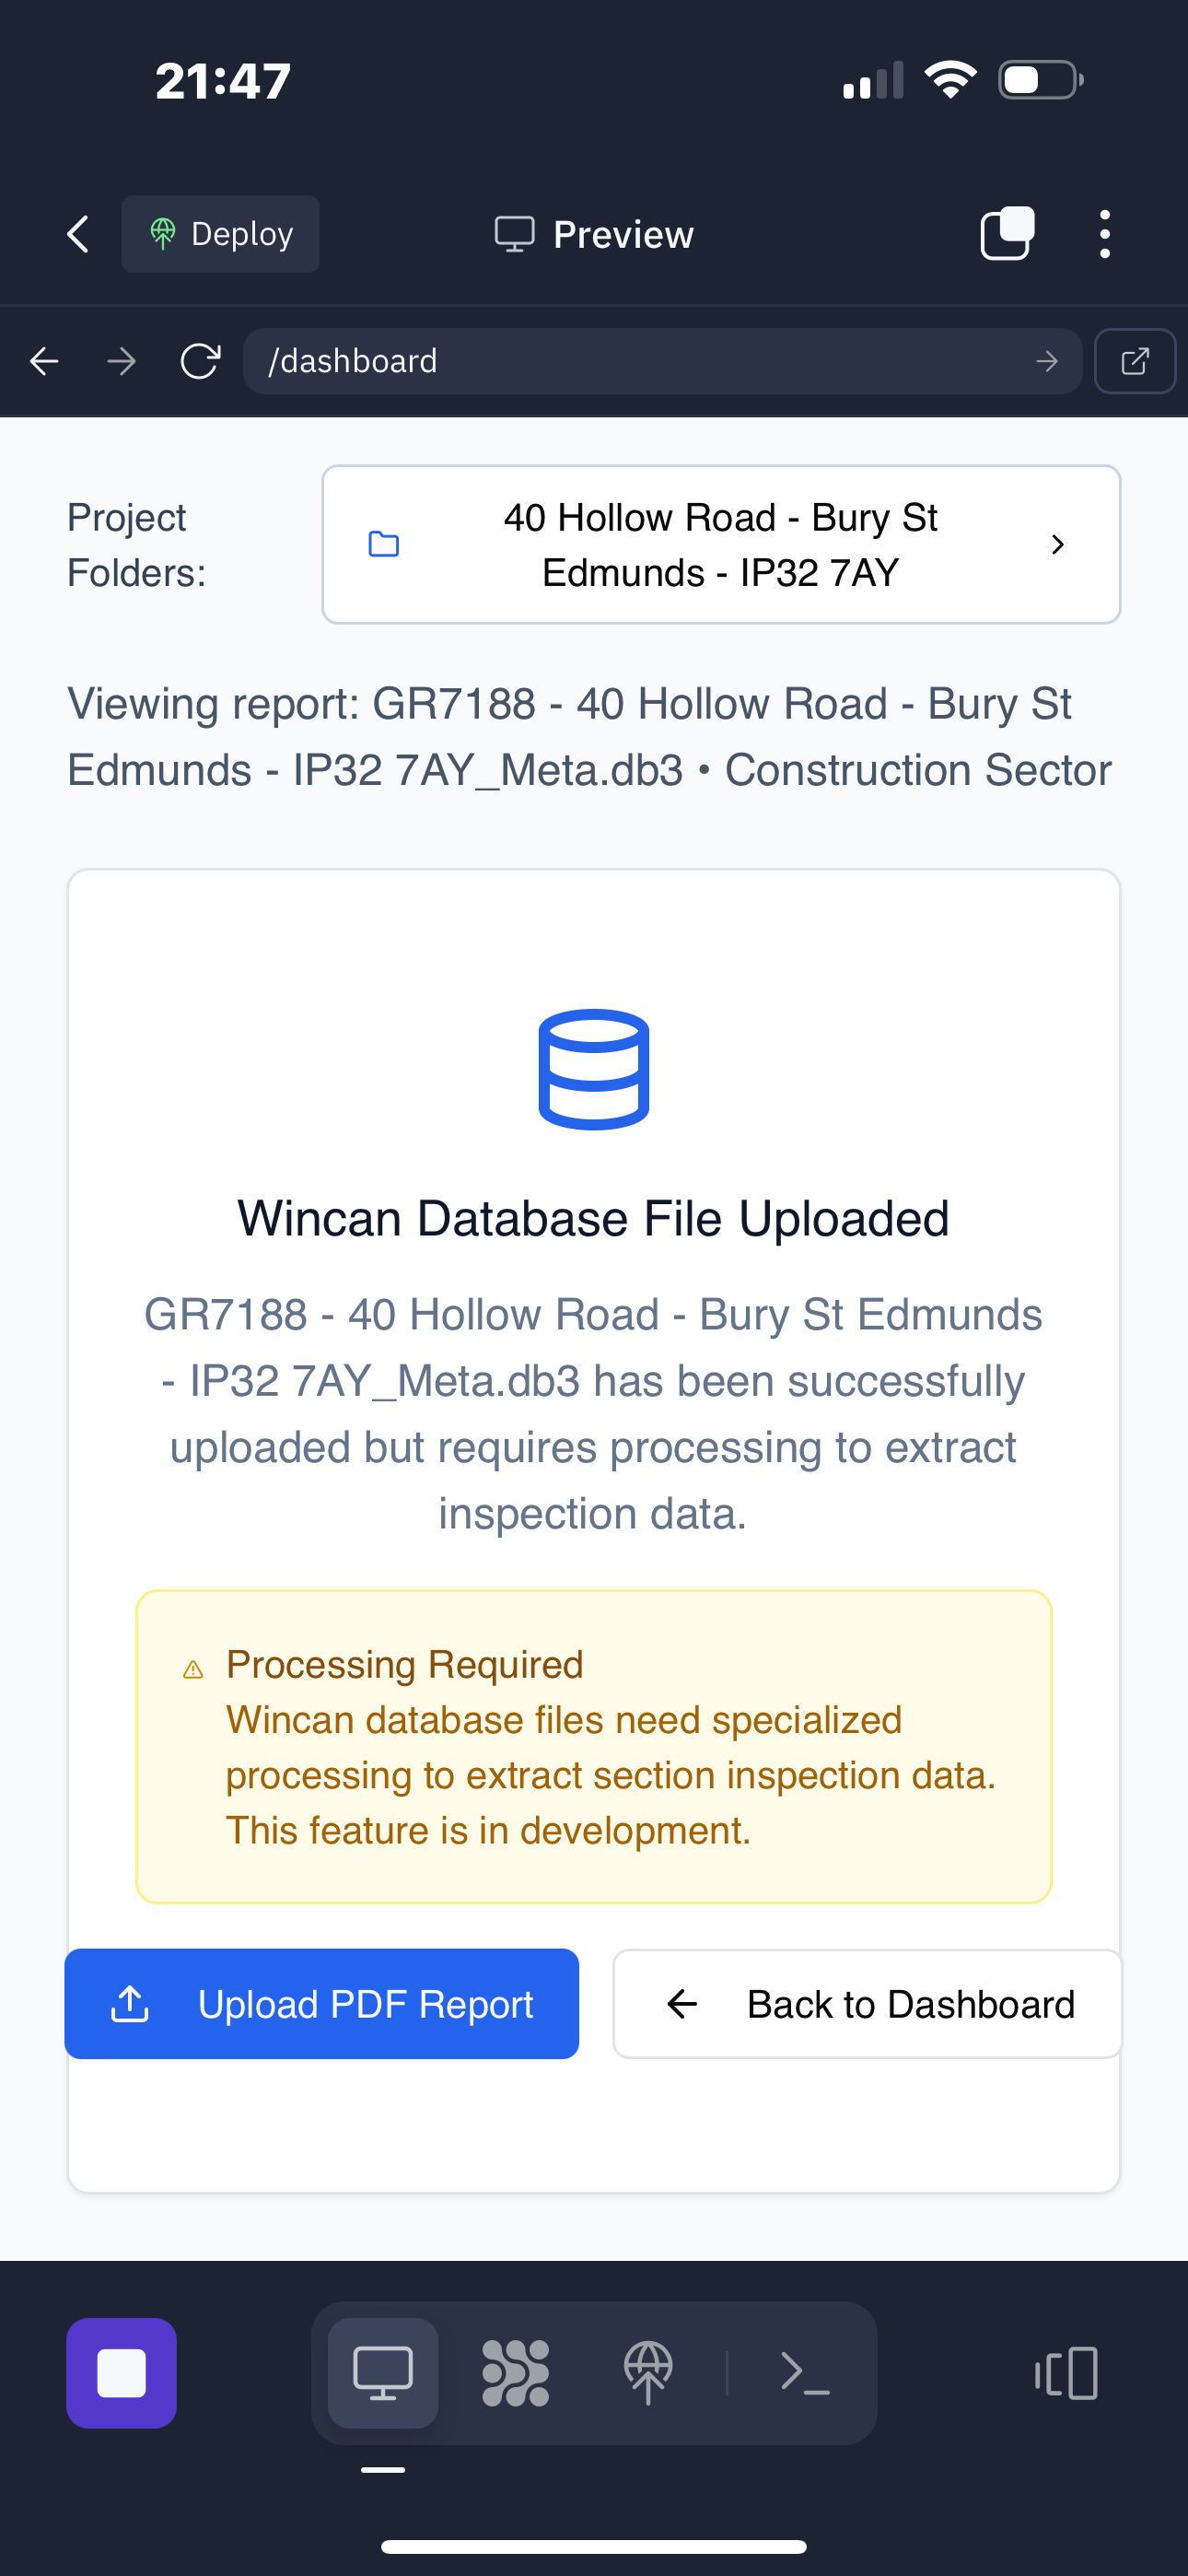 21:47
Deploy
Preview
/dashboard
Project
Folders:
40 Hollow Road - Bury St
Edmunds - IP32 7AY
Viewing report: GR7188 - 40 Hollow Road - Bury St
Edmunds - IP32 7AY_Meta.db3 • Construction Sector
Wincan Database File Uploaded
GR7188 - 40 Hollow Road - Bury St Edmunds
- IP32 7AY_Meta.db3 has been successfully
uploaded but requires processing to extract
inspection data.
Processing Required
Wincan database files need specialized
processing to extract section inspection data.
This feature is in development.
Upload PDF Report
Back to Dashboard